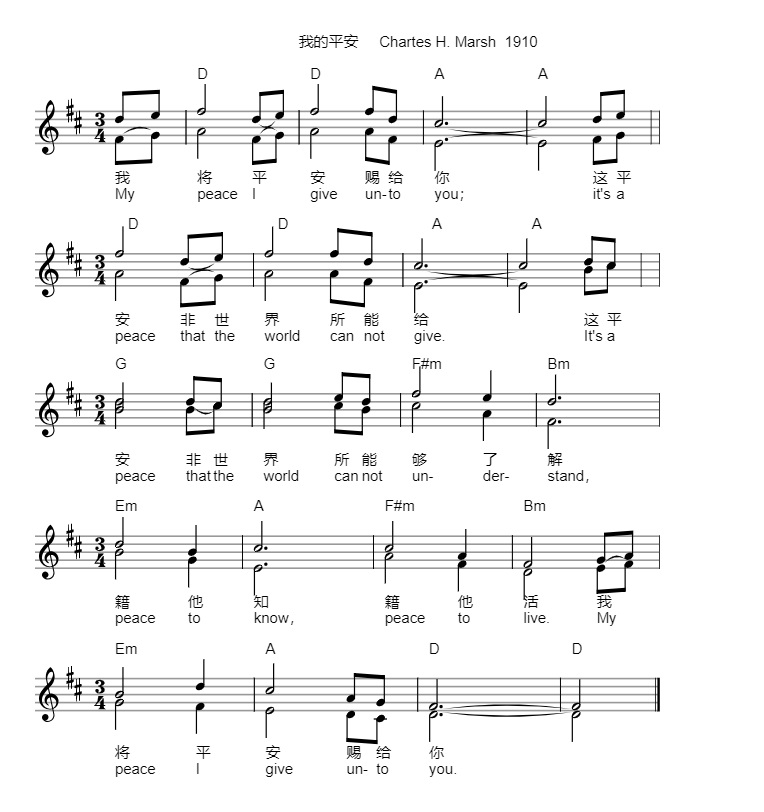 我的平安 Chartes H. Marsh 1910
D D A A
3 4
我 将 平 安 赐 给 你 这 平
My peace I give un-to you; it's a
D D A A
3 4
安 非 世 界 所 能 给 这 平
peace that the world can not give. It's a
G G F#m Bm
3 4
安 非 世 界 所 能 够 了 解
peace that the world can not un- der- stand,
Em A F#m Bm
3 4
籍 他 知 籍 他 活 我
peace to know, peace to live. My
Em A D D
3 4
将 平 安 赐 给 你
peace I give un- to you.